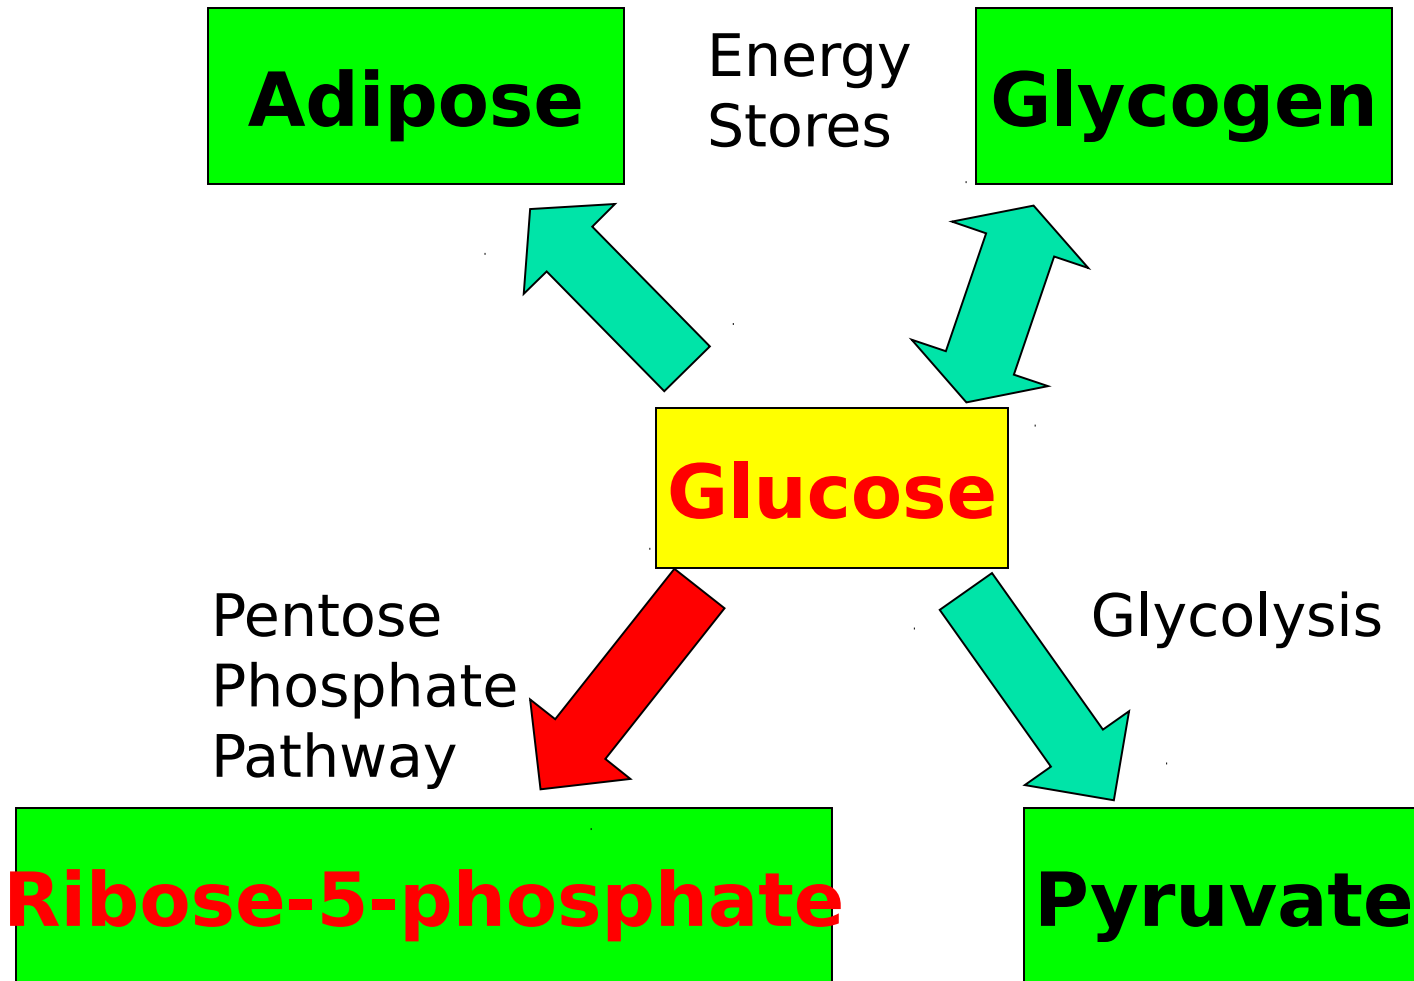 Adipose
Energy
Stores
Glycogen
Glucose
Pentose
Phosphate
Pathway
Glycolysis
Ribose-5-phosphate
Pyruvate